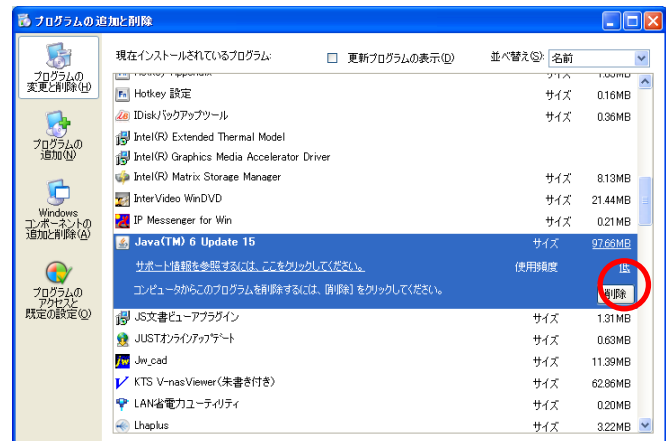 プログラムの追加と削除
現在インストールされているプログラム:
更新プログラムの表示(D)
並べ替え(S):
名前
プログラムの
変更と削除(H)
プログラムの
追加(N)
Windows
コンポーネントの
追加と削除(A)
プログラムの
アクセスと
既定の設定(O)
Hotkey 設定 サイズ 0.16MB
IDiskバックアップツール サイズ 0.36MB
Intel(R) Extended Thermal Model
Intel(R) Graphics Media Accelerator Driver
Intel(R) Matrix Storage Manager サイズ 8.13MB
InterVideo WinDVD サイズ 21.44MB
IP Messenger for Win サイズ 0.21MB
Java(TM) 6 Update 15 サイズ 97.66MB
サポート情報を参照するには、ここをクリックしてください。 使用頻度 低
コンピュータからこのプログラムを削除するには、[削除] をクリックしてください。 削除
JS文書ビューアプラグイン サイズ 1.31MB
JUSTオンラインアップデート サイズ 0.63MB
Jw_cad サイズ 11.39MB
KTS V-nasViewer(朱書き付き) サイズ 62.86MB
LAN省電力ユーティリティ サイズ 0.20MB
Lhaplus サイズ 3.22MB